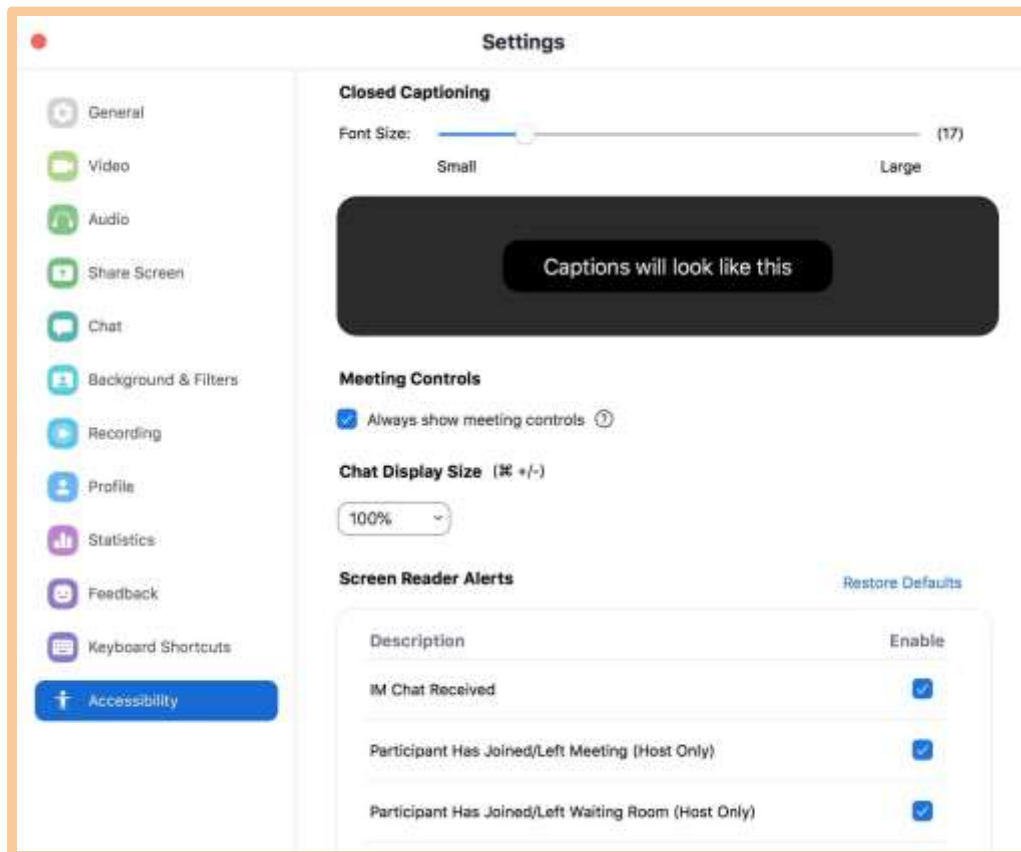 Settings
General
Video
Audio
Share Screen
Chat
Background & Filters
Recording
Profile
Statistics
Feedback
Keyboard Shortcuts
Accessibility
Closed Captioning
Font Size: (17)
Small Large
Captions will look like this
Meeting Controls
Always show meeting controls ?
Chat Display Size (⌘ +/-)
100%
Screen Reader Alerts Restore Defaults
Description Enable
IM Chat Received
Participant Has Joined/Left Meeting (Host Only)
Participant Has Joined/Left Waiting Room (Host Only)